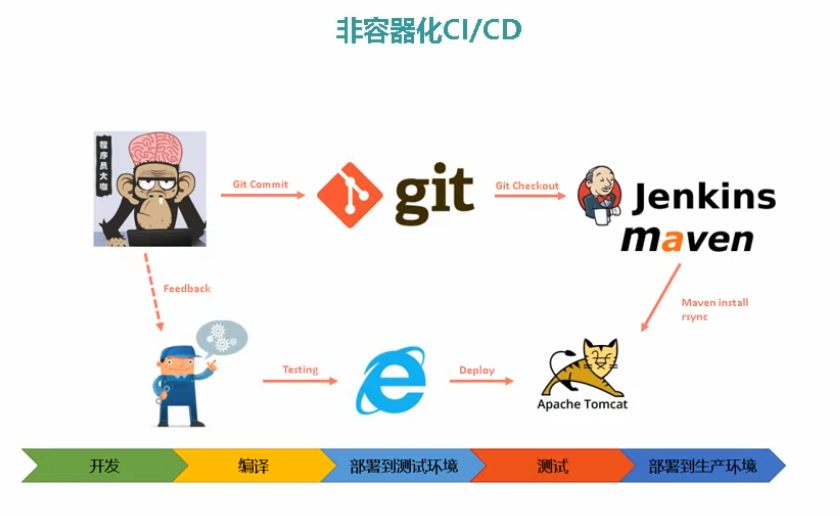 非容器化CI/CD
程序员大咖
Git Commit
git
Git Checkout
Jenkins
maven
Feedback
Maven install
rsync
Testing
Deploy
Apache Tomcat
开发
编译
部署到测试环境
测试
部署到生产环境